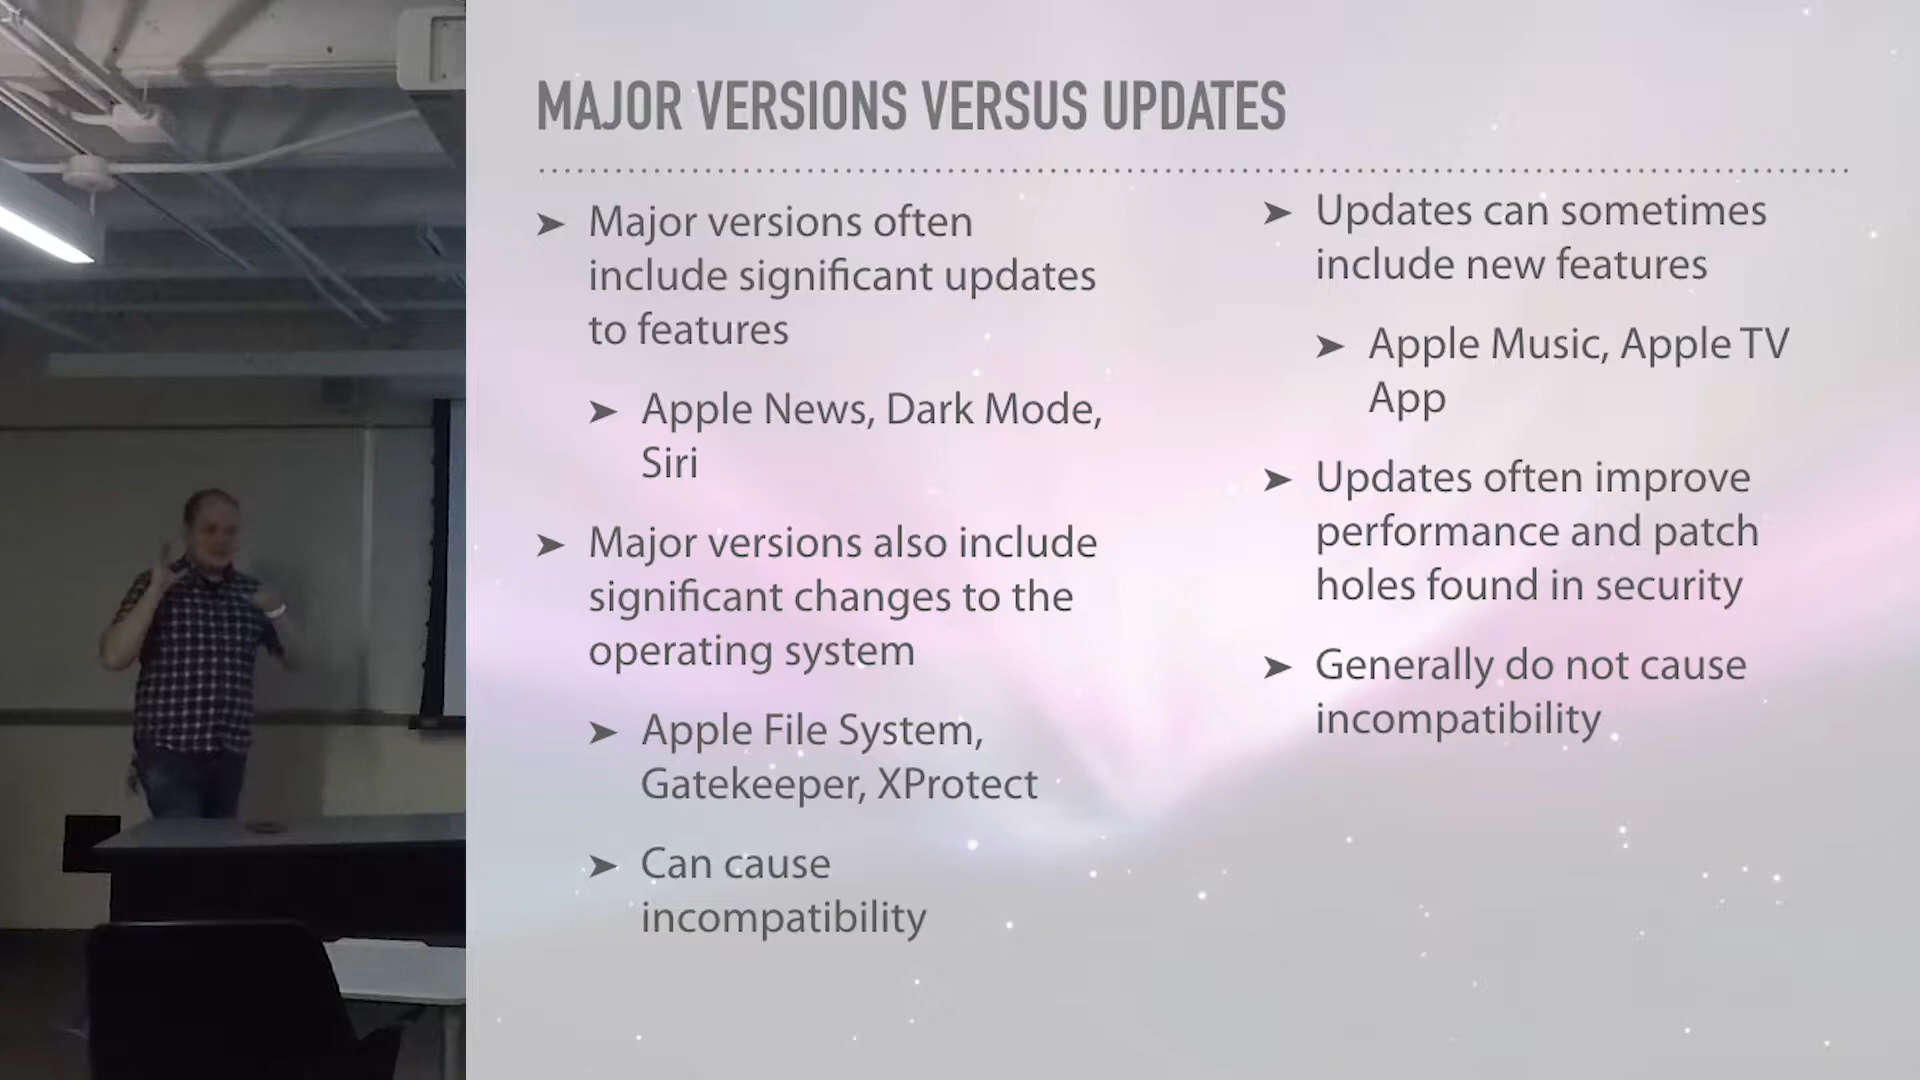 MAJOR VERSIONS VERSUS UPDATES
➤ Major versions often
include significant updates
to features
➤ Apple News, Dark Mode,
Siri
➤ Major versions also include
significant changes to the
operating system
➤ Apple File System,
Gatekeeper, XProtect
➤ Can cause
incompatibility
➤ Updates can sometimes
include new features
➤ Apple Music, Apple TV
App
➤ Updates often improve
performance and patch
holes found in security
➤ Generally do not cause
incompatibility